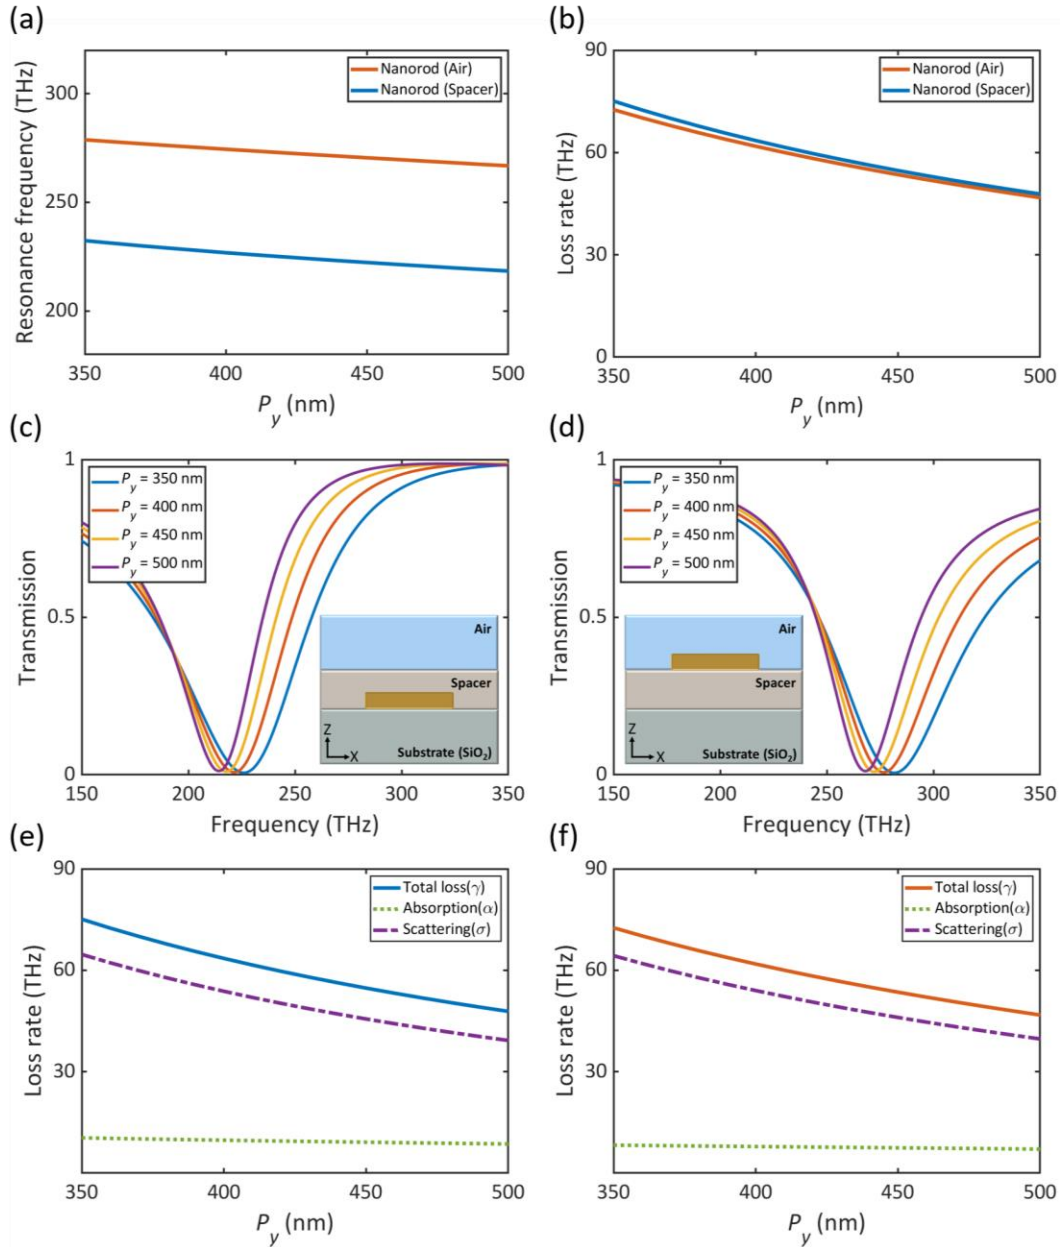 (a)
Resonance frequency (THz)
300
250
200
350
400
450
500
P_y (nm)
Nanorod (Air)
Nanorod (Spacer)
(b)
Loss rate (THz)
90
60
30
0
350
400
450
500
P_y (nm)
Nanorod (Air)
Nanorod (Spacer)
(c)
Transmission
1
0.5
0
150
200
250
300
350
Frequency (THz)
P_y = 350 nm
P_y = 400 nm
P_y = 450 nm
P_y = 500 nm
Air
Spacer
Z
X
Substrate (SiO₂)
(d)
Transmission
1
0.5
0
150
200
250
300
350
Frequency (THz)
P_y = 350 nm
P_y = 400 nm
P_y = 450 nm
P_y = 500 nm
Air
Spacer
Z
X
Substrate (SiO₂)
(e)
Loss rate (THz)
90
60
30
350
400
450
500
P_y (nm)
Total loss(γ)
Absorption(α)
Scattering(σ)
(f)
Loss rate (THz)
90
60
30
350
400
450
500
P_y (nm)
Total loss(γ)
Absorption(α)
Scattering(σ)